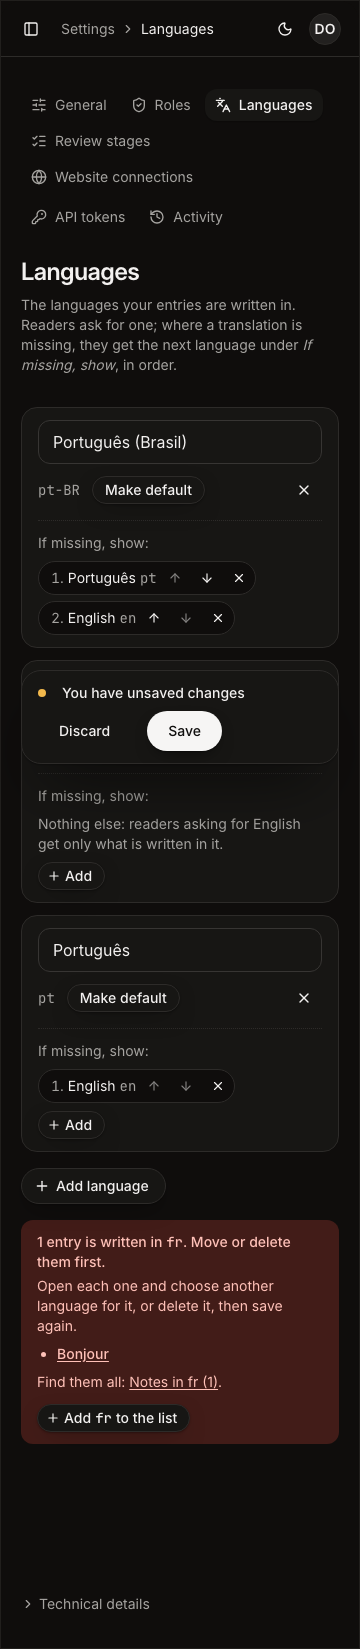 Settings > Languages DO
General Roles Languages
Review stages
Website connections
API tokens Activity
Languages
The languages your entries are written in.
Readers ask for one; where a translation is
missing, they get the next language under If
missing, show, in order.
Português (Brasil)
pt-BR Make default
If missing, show:
1. Português pt
2. English en
You have unsaved changes
Discard Save
If missing, show:
Nothing else: readers asking for English
get only what is written in it.
+ Add
Português
pt Make default
If missing, show:
1. English en
+ Add
+ Add language
1 entry is written in fr. Move or delete
them first.
Open each one and choose another
language for it, or delete it, then save
again.
• Bonjour
Find them all: Notes in fr (1).
+ Add fr to the list
> Technical details